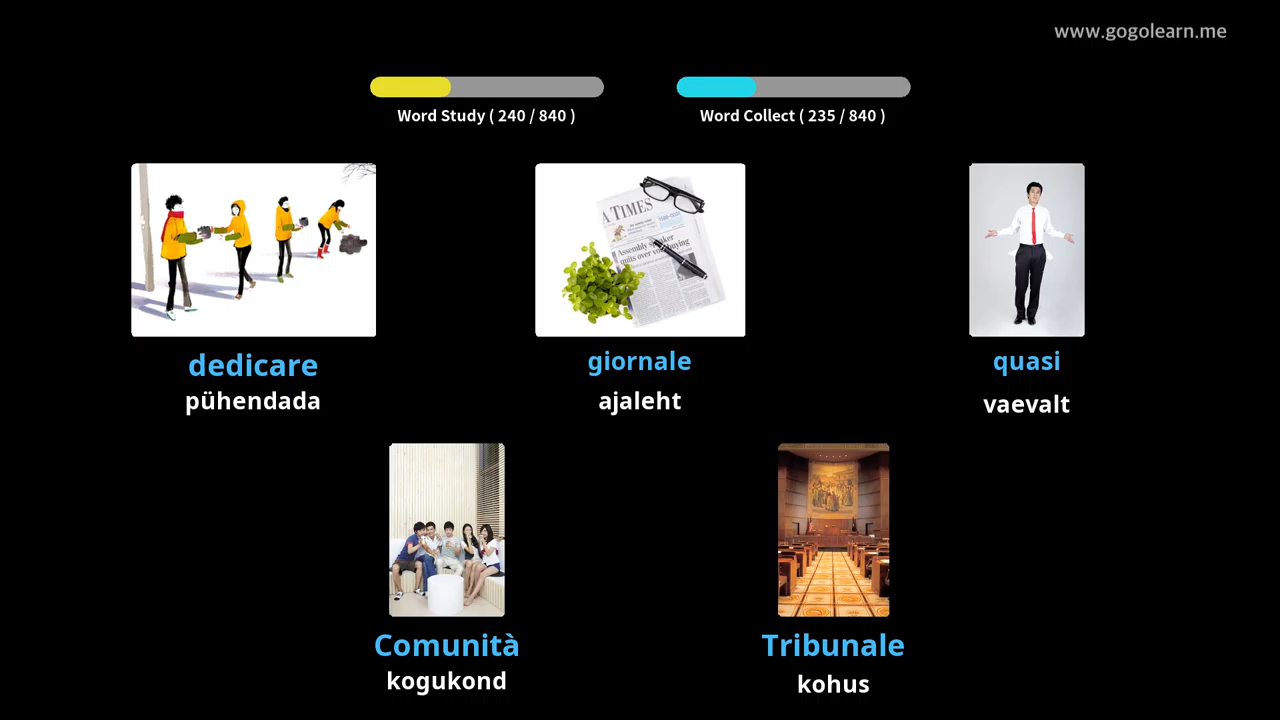 www.gogolearn.me
Word Study ( 240 / 840 )
Word Collect ( 235 / 840 )
A TIMES
dedicare
pühendada
giornale
ajaleht
quasi
vaevalt
Comunità
kogukond
Tribunale
kohus